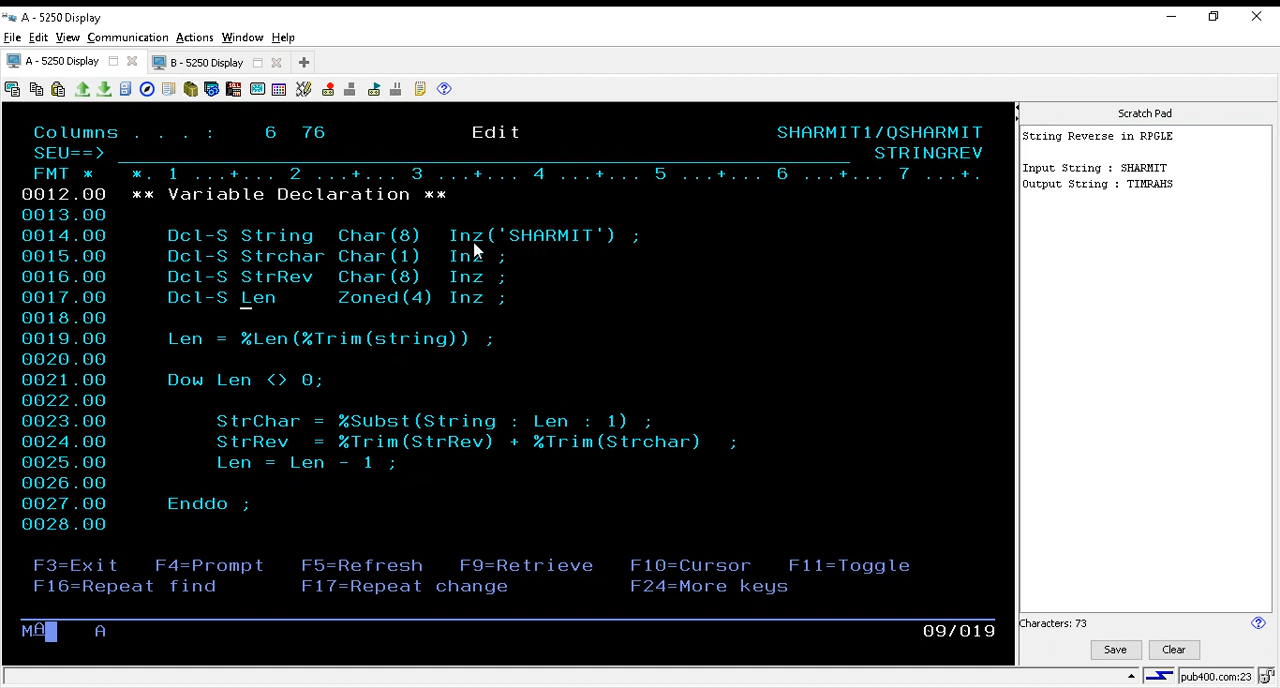 A - 5250 Display
File Edit View Communication Actions Window Help
A - 5250 Display B - 5250 Display
Columns . . . : 6 76 Edit SHARMIT1/QSHARMIT
SEU==> STRINGREV
FMT * *. 1 ...+... 2 ...+... 3 ...+... 4 ...+... 5 ...+... 6 ...+... 7 ...+.
0012.00 ** Variable Declaration **
0013.00
0014.00 Dcl-S String Char(8) Inz('SHARMIT') ;
0015.00 Dcl-S Strchar Char(1) Inz ;
0016.00 Dcl-S StrRev Char(8) Inz ;
0017.00 Dcl-S Len Zoned(4) Inz ;
0018.00
0019.00 Len = %Len(%Trim(string)) ;
0020.00
0021.00 Dow Len <> 0;
0022.00
0023.00 StrChar = %Subst(String : Len : 1) ;
0024.00 StrRev = %Trim(StrRev) + %Trim(Strchar) ;
0025.00 Len = Len - 1 ;
0026.00
0027.00 Enddo ;
0028.00
F3=Exit F4=Prompt F5=Refresh F9=Retrieve F10=Cursor F11=Toggle
F16=Repeat find F17=Repeat change F24=More keys
MA A 09/019
Scratch Pad
String Reverse in RPGLE
Input String : SHARMIT
Output String : TIMRAHS
Characters: 73
Save Clear
pub400.com:23